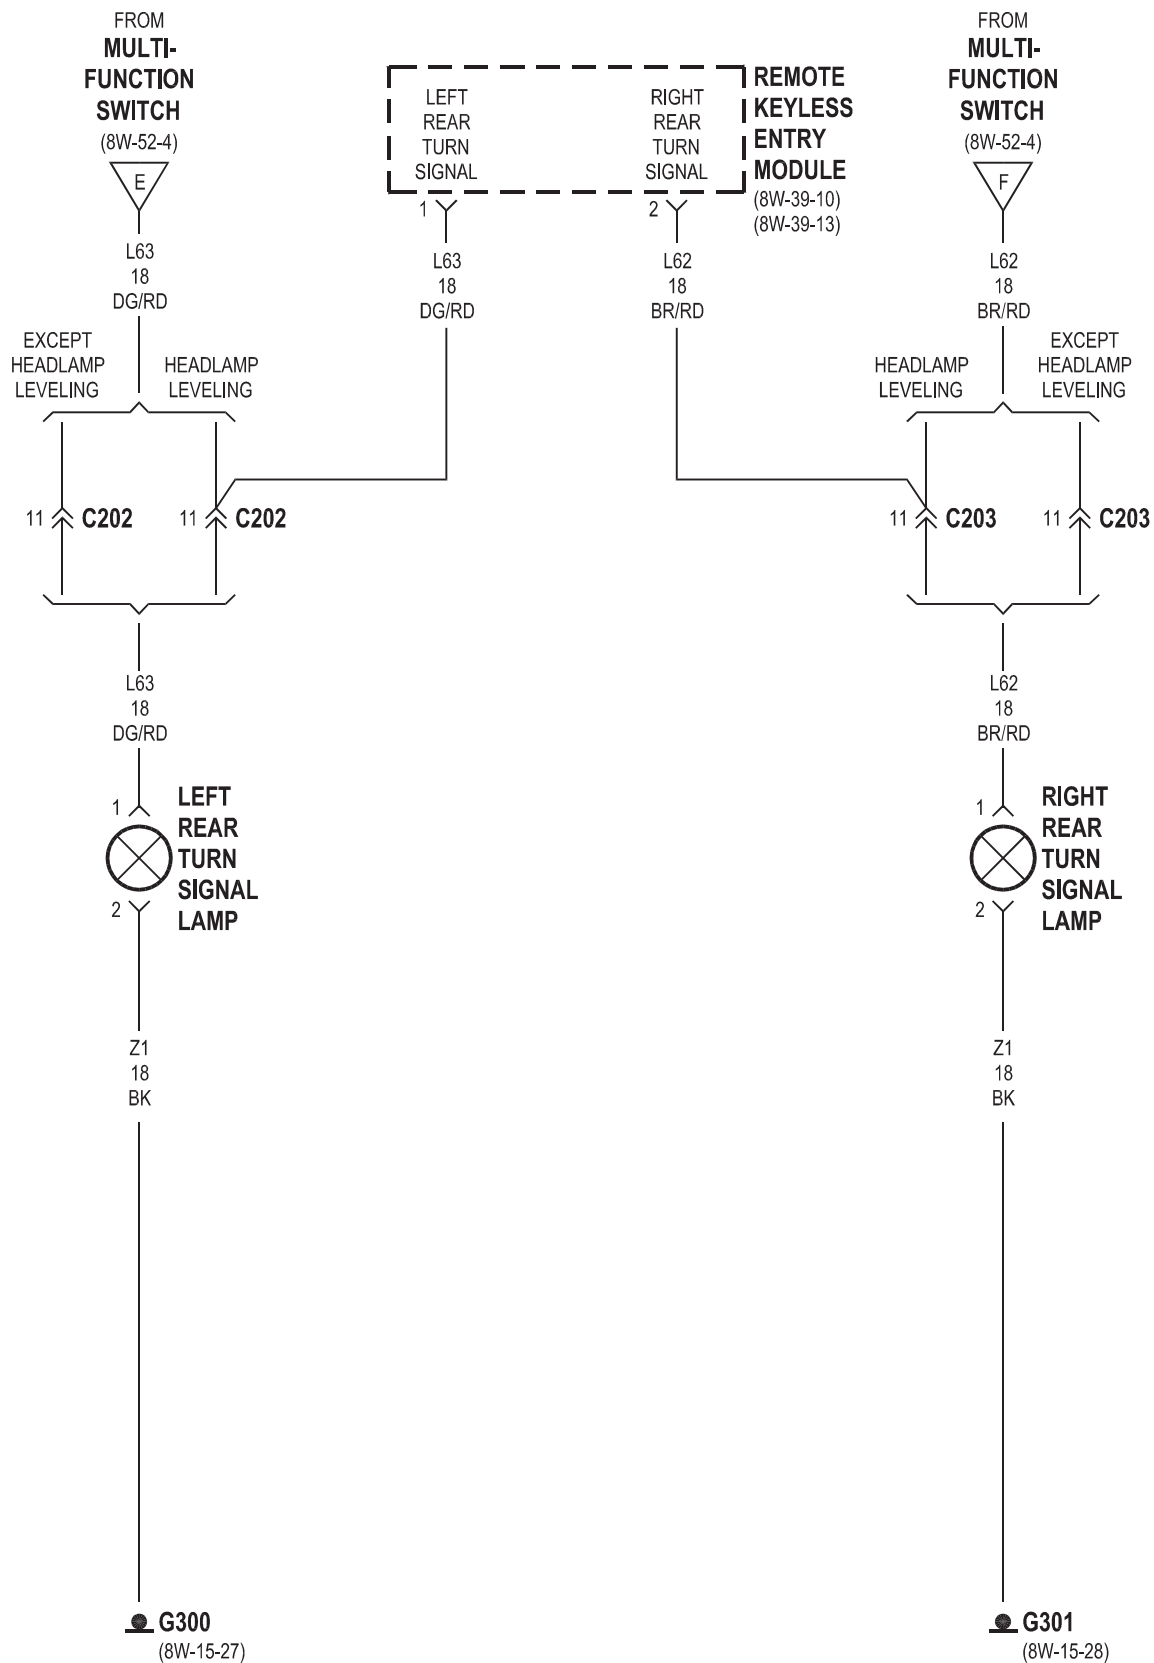 FROM
MULTI-
FUNCTION
SWITCH
(8W-52-4)
E
L63
18
DG/RD
LEFT
REAR
TURN
SIGNAL
1
L63
18
DG/RD
RIGHT
REAR
TURN
SIGNAL
2
L62
18
BR/RD
REMOTE
KEYLESS
ENTRY
MODULE
(8W-39-10)
(8W-39-13)
FROM
MULTI-
FUNCTION
SWITCH
(8W-52-4)
F
L62
18
BR/RD
EXCEPT
HEADLAMP
LEVELING
HEADLAMP
LEVELING
HEADLAMP
LEVELING
EXCEPT
HEADLAMP
LEVELING
11 C202
11 C202
11 C203
11 C203
L63
18
DG/RD
1
LEFT
REAR
TURN
SIGNAL
LAMP
2
Z1
18
BK
G300
(8W-15-27)
L62
18
BR/RD
1
RIGHT
REAR
TURN
SIGNAL
LAMP
2
Z1
18
BK
G301
(8W-15-28)